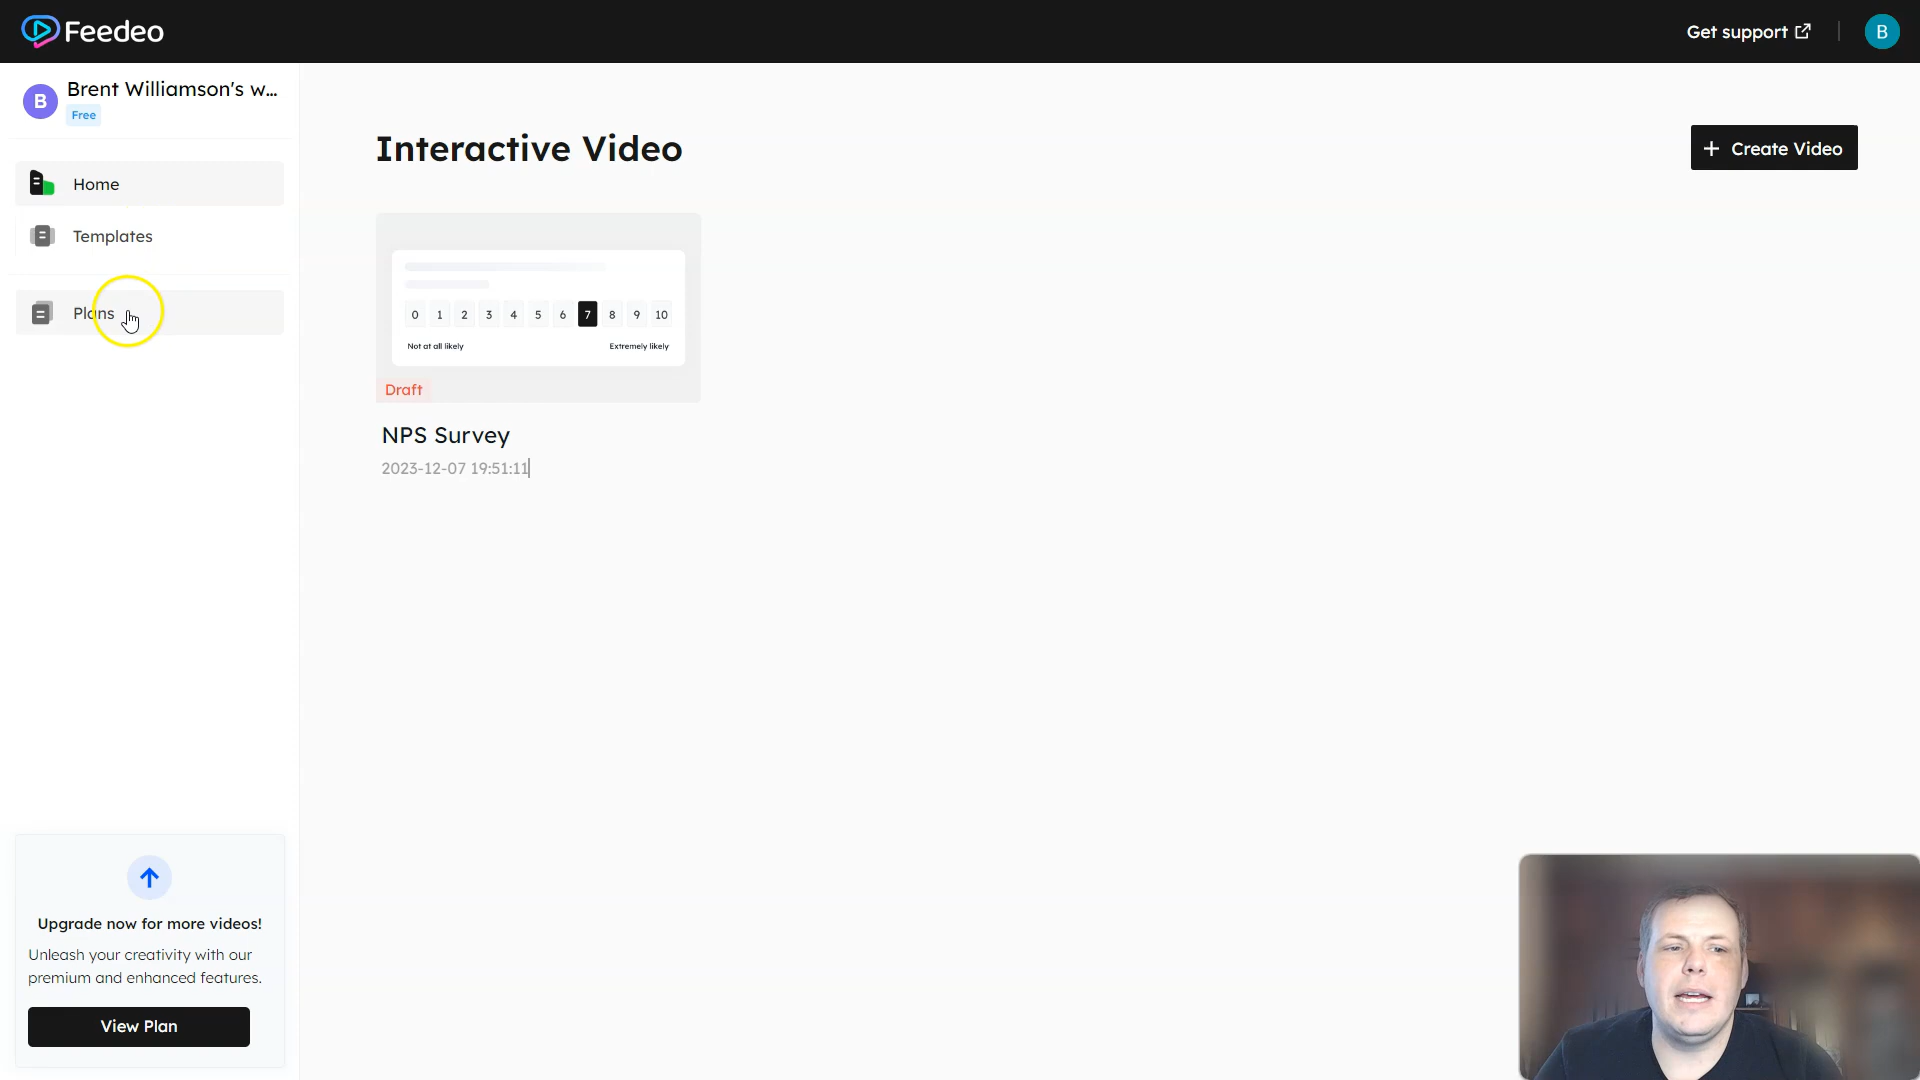 Feedeo
Get support
B
B
Brent Williamson's w...
Free
Home
Templates
Plans
Interactive Video
+ Create Video
0 1 2 3 4 5 6 7 8 9 10
Not at all likely
Extremely likely
Draft
NPS Survey
2023-12-07 19:51:11
Upgrade now for more videos!
Unleash your creativity with our
premium and enhanced features.
View Plan